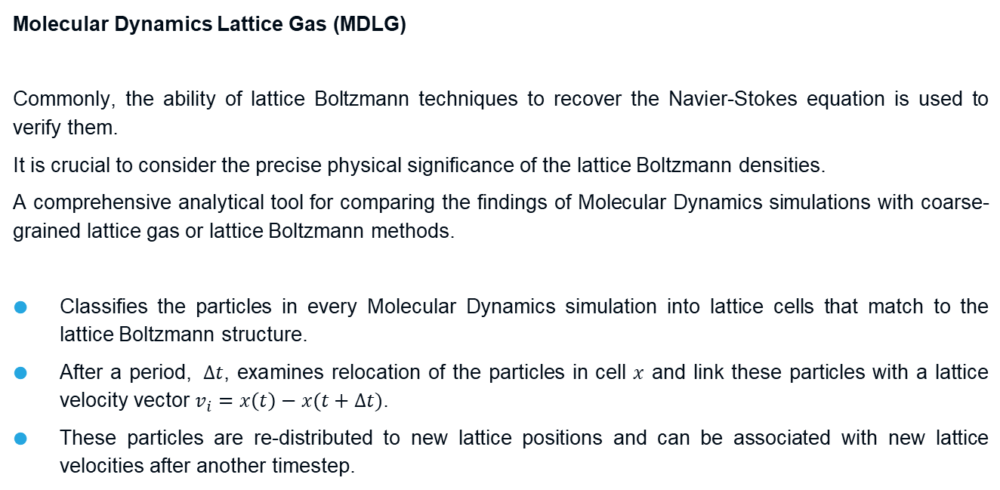 Molecular Dynamics Lattice Gas (MDLG)
Commonly, the ability of lattice Boltzmann techniques to recover the Navier-Stokes equation is used to
verify them.
It is crucial to consider the precise physical significance of the lattice Boltzmann densities.
A comprehensive analytical tool for comparing the findings of Molecular Dynamics simulations with coarse-
grained lattice gas or lattice Boltzmann methods.
● Classifies the particles in every Molecular Dynamics simulation into lattice cells that match to the
lattice Boltzmann structure.
● After a period, Δt, examines relocation of the particles in cell x and link these particles with a lattice
velocity vector vᵢ = x(t) − x(t + Δt).
● These particles are re-distributed to new lattice positions and can be associated with new lattice
velocities after another timestep.